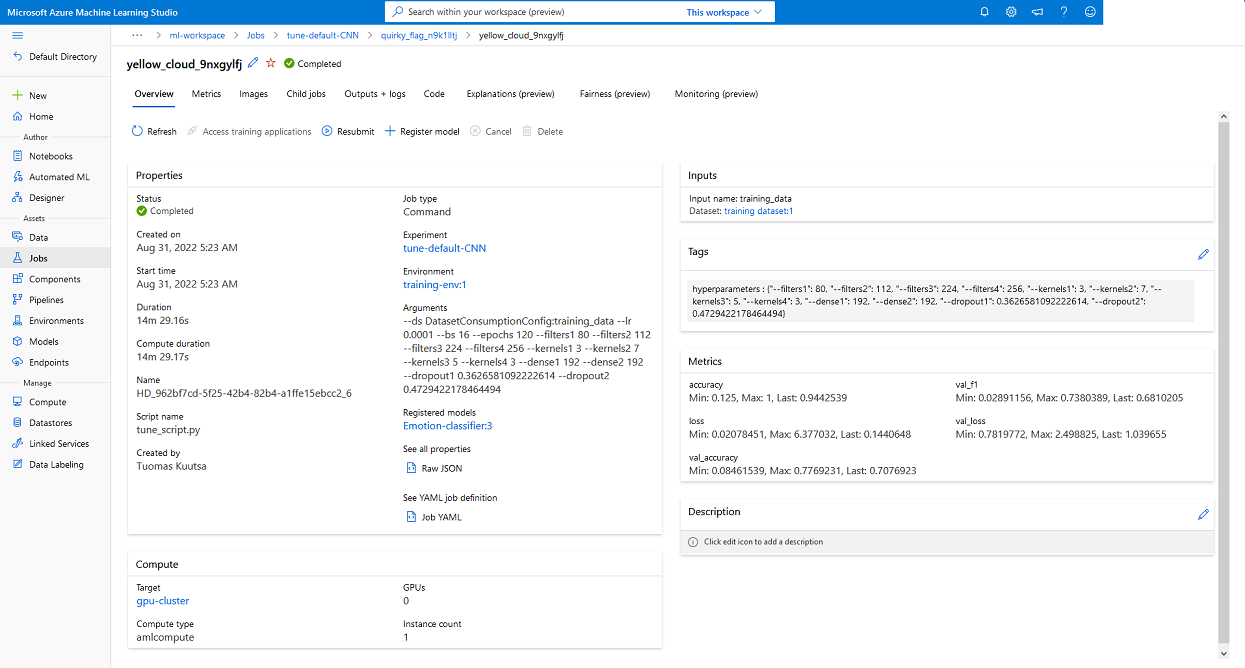 Microsoft Azure Machine Learning Studio
Search within your workspace (preview)
This workspace
··· > ml-workspace > Jobs > tune-default-CNN > quirky_flag_n9k1lltj > yellow_cloud_9nxgylfj
Default Directory
New
Home
Author
Notebooks
Automated ML
Designer
Assets
Data
Jobs
Components
Pipelines
Environments
Models
Endpoints
Manage
Compute
Datastores
Linked Services
Data Labeling
yellow_cloud_9nxgylfj Completed
Overview Metrics Images Child jobs Outputs + logs Code Explanations (preview) Fairness (preview) Monitoring (preview)
Refresh Access training applications Resubmit Register model Cancel Delete
Properties
Status
Completed
Created on
Aug 31, 2022 5:23 AM
Start time
Aug 31, 2022 5:23 AM
Duration
14m 29.16s
Compute duration
14m 29.17s
Name
HD_962bf7cd-5f25-42b4-82b4-a1ffe15ebcc2_6
Script name
tune_script.py
Created by
Tuomas Kuutsa
Job type
Command
Experiment
tune-default-CNN
Environment
training-env:1
Arguments
--ds DatasetConsumptionConfig:training_data --lr
0.0001 --bs 16 --epochs 120 --filters1 80 --filters2 112
--filters3 224 --filters4 256 --kernels1 3 --kernels2 7
--kernels3 5 --kernels4 3 --dense1 192 --dense2 192
--dropout1 0.3626581092222614 --dropout2
0.4729422178464494
Registered models
Emotion-classifier:3
See all properties
Raw JSON
See YAML job definition
Job YAML
Compute
Target
gpu-cluster
Compute type
amlcompute
GPUs
0
Instance count
1
Inputs
Input name: training_data
Dataset: training dataset:1
Tags
hyperparameters : {"--filters1": 80, "--filters2": 112, "--filters3": 224, "--filters4": 256, "--kernels1": 3, "--kernels2": 7, "--
kernels3": 5, "--kernels4": 3, "--dense1": 192, "--dense2": 192, "--dropout1": 0.3626581092222614, "--dropout2":
0.4729422178464494}
Metrics
accuracy
Min: 0.125, Max: 1, Last: 0.9442539
loss
Min: 0.02078451, Max: 6.377032, Last: 0.1440648
val_accuracy
Min: 0.08461539, Max: 0.7769231, Last: 0.7076923
val_f1
Min: 0.02891156, Max: 0.7380389, Last: 0.6810205
val_loss
Min: 0.7819772, Max: 2.498825, Last: 1.039655
Description
Click edit icon to add a description